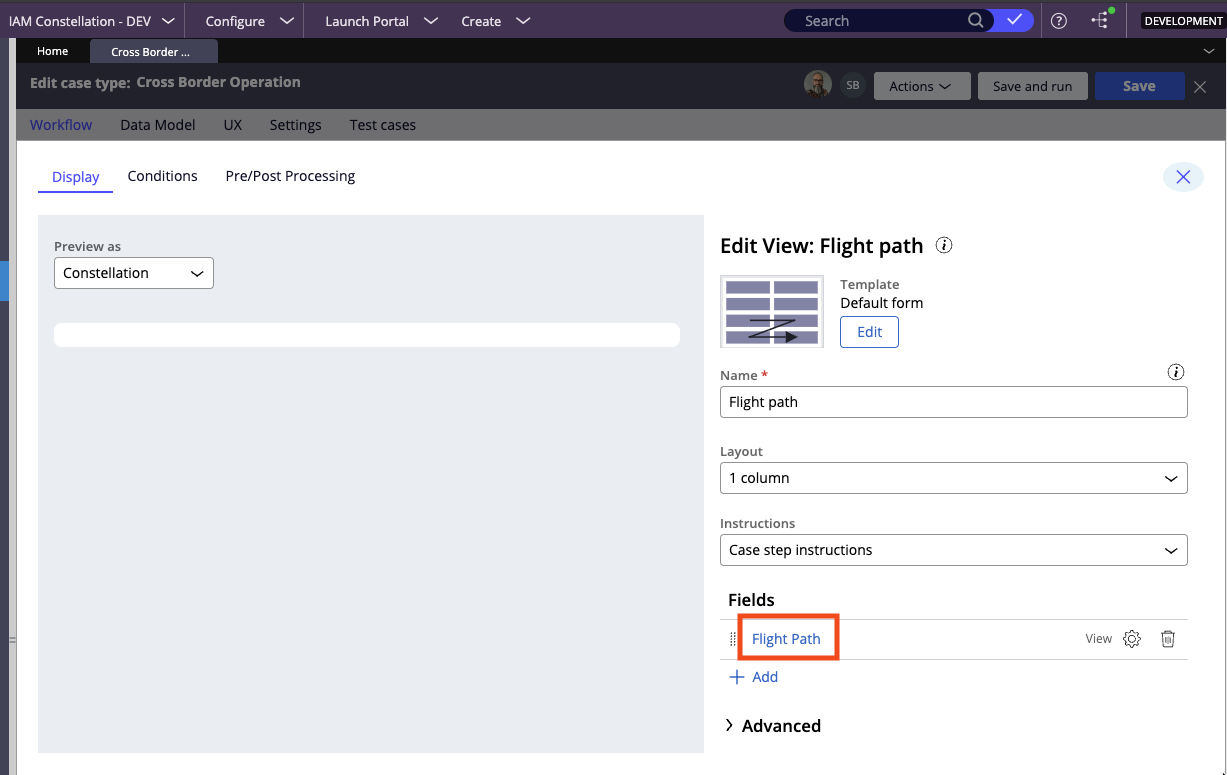 IAM Constellation - DEV Configure Launch Portal Create Search DEVELOPMENT
Home Cross Border ...
Edit case type: Cross Border Operation SB Actions Save and run Save
Workflow Data Model UX Settings Test cases
Display Conditions Pre/Post Processing
Preview as
Constellation
Edit View: Flight path
Template
Default form
Edit
Name *
Flight path
Layout
1 column
Instructions
Case step instructions
Fields
Flight Path View
Add
Advanced